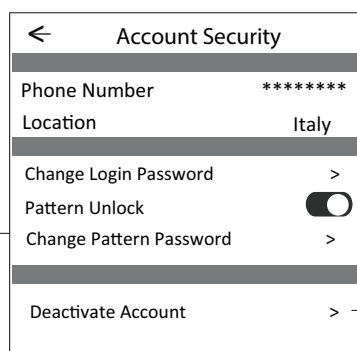 ← Account Security
Phone Number ********
Location Italy
Change Login Password >
Pattern Unlock
Change Pattern Password >
Deactivate Account >